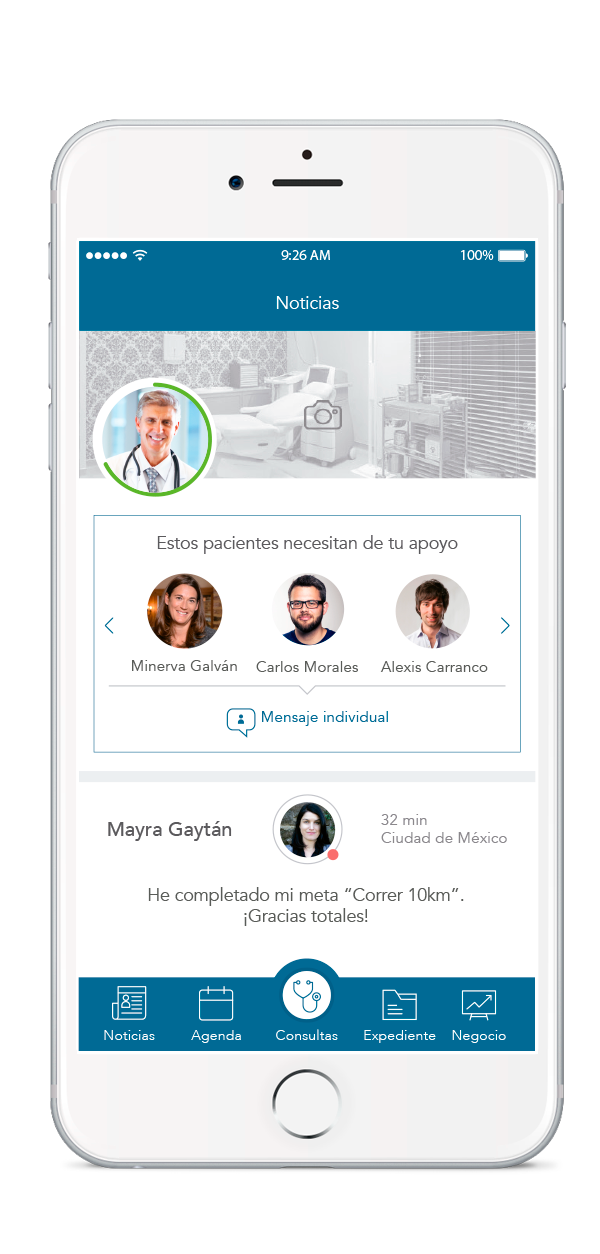 9:26 AM
100%
Noticias
Estos pacientes necesitan de tu apoyo
Minerva Galván
Carlos Morales
Alexis Carranco
Mensaje individual
Mayra Gaytán
32 min
Ciudad de México
He completado mi meta “Correr 10km”.
¡Gracias totales!
Noticias
Agenda
Consultas
Expediente
Negocio